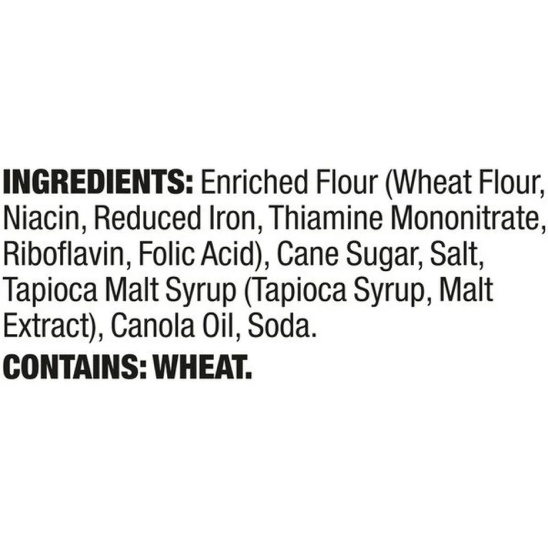 INGREDIENTS: Enriched Flour (Wheat Flour,
Niacin, Reduced Iron, Thiamine Mononitrate,
Riboflavin, Folic Acid), Cane Sugar, Salt,
Tapioca Malt Syrup (Tapioca Syrup, Malt
Extract), Canola Oil, Soda.
CONTAINS: WHEAT.